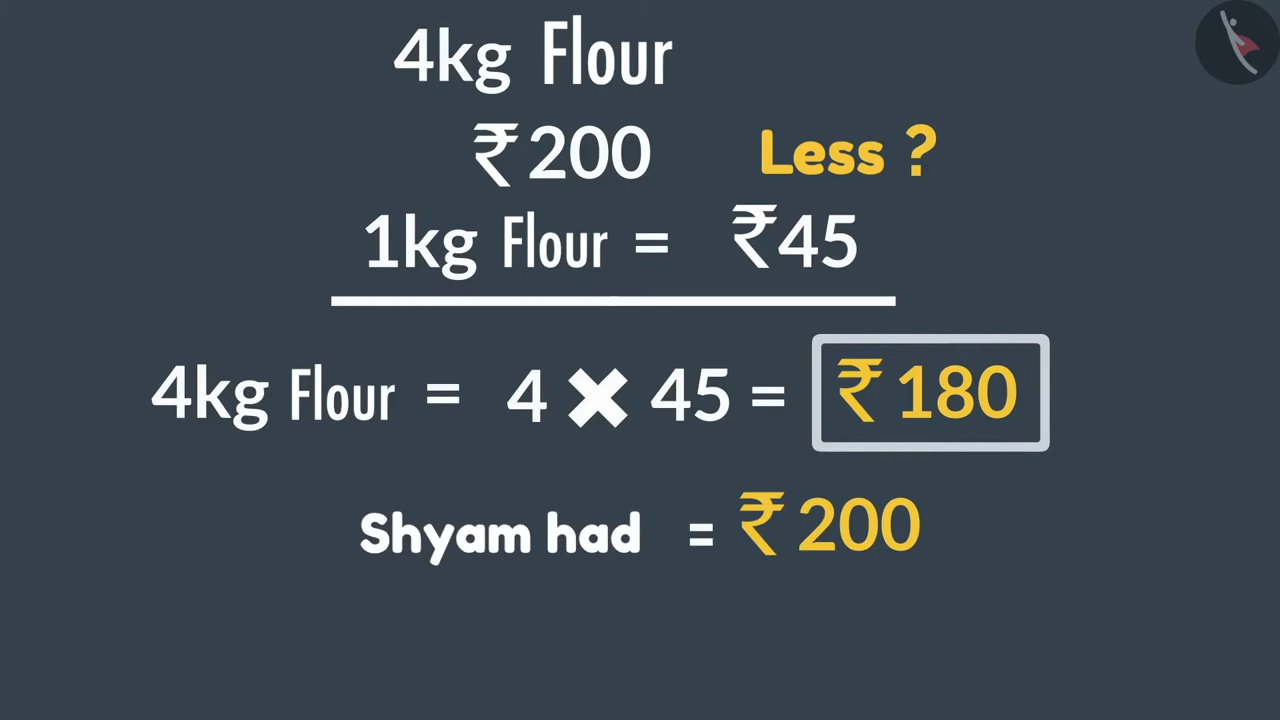 4kg Flour
₹200 Less ?
1kg Flour = ₹45
4kg Flour = 4 × 45 = ₹180
Shyam had = ₹200